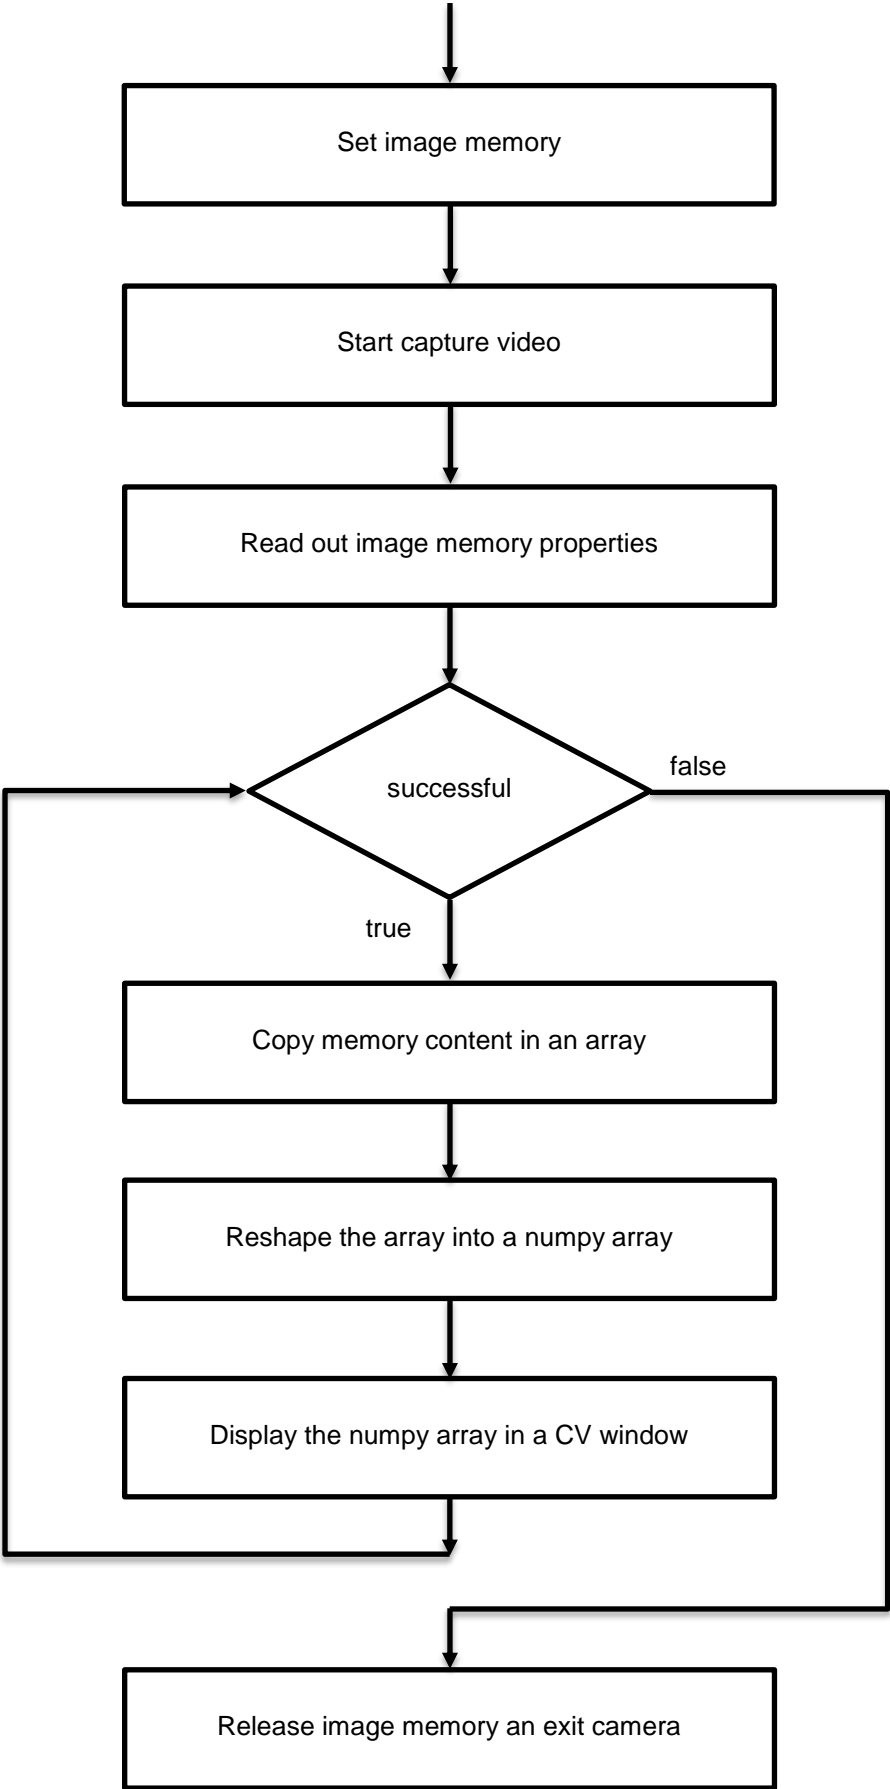 Set image memory
Start capture video
Read out image memory properties
successful
false
true
Copy memory content in an array
Reshape the array into a numpy array
Display the numpy array in a CV window
Release image memory an exit camera